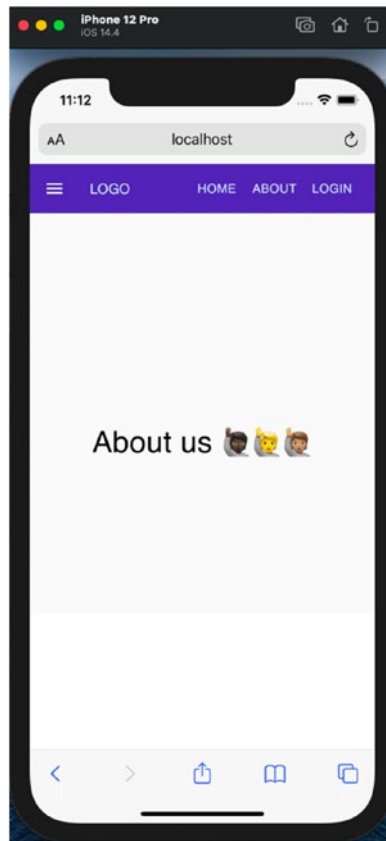 iPhone 12 Pro
iOS 14.4
11:12
AA localhost
LOGO HOME ABOUT LOGIN
About us 🙋🏿🙋‍♂️🙋🏽